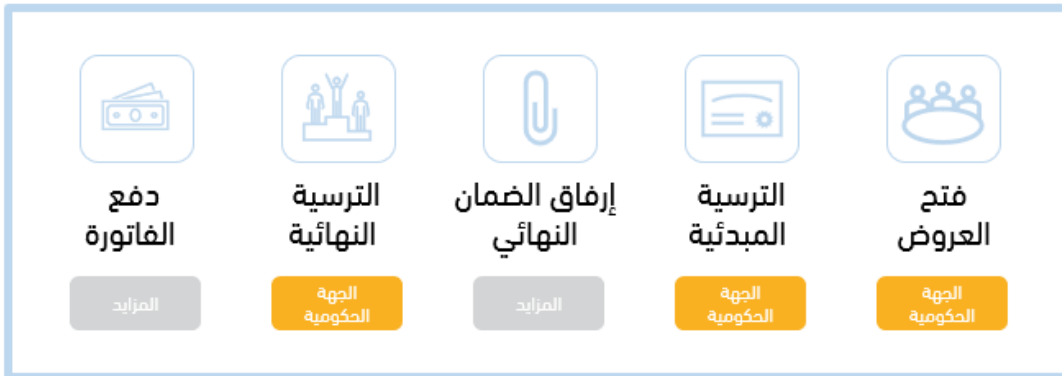 فتح
العروض
الجهة
الحكومية
الترسية
المبدئية
الجهة
الحكومية
إرفاق الضمان
النهائي
المزايد
الترسية
النهائية
الجهة
الحكومية
دفع
الفاتورة
المزايد